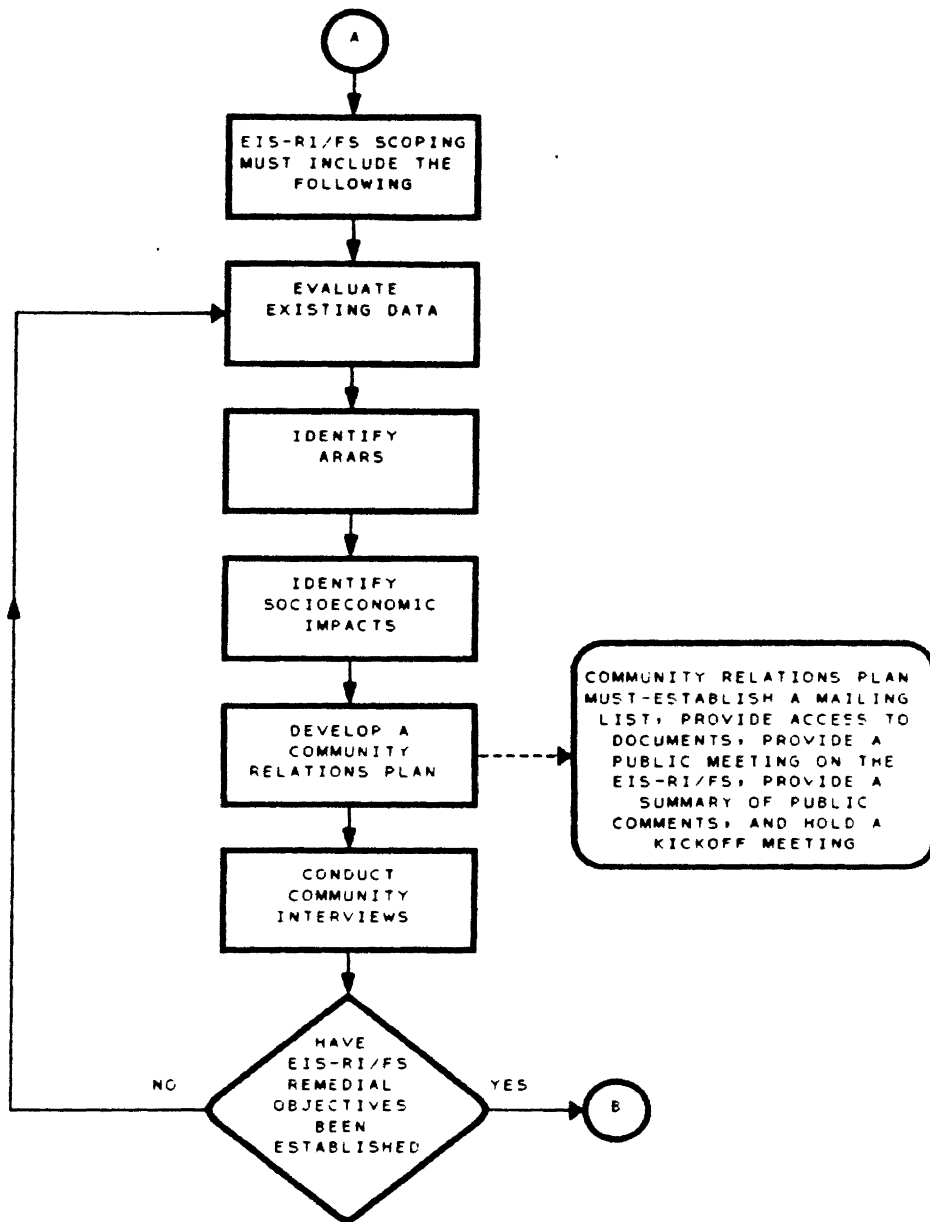 A
EIS-RI/FS SCOPING
MUST INCLUDE THE
FOLLOWING
EVALUATE
EXISTING DATA
IDENTIFY
ARARS
IDENTIFY
SOCIOECONOMIC
IMPACTS
DEVELOP A
COMMUNITY
RELATIONS PLAN
COMMUNITY RELATIONS PLAN
MUST-ESTABLISH A MAILING
LIST, PROVIDE ACCESS TO
DOCUMENTS, PROVIDE A
PUBLIC MEETING ON THE
EIS-RI/FS, PROVIDE A
SUMMARY OF PUBLIC
COMMENTS, AND HOLD A
KICKOFF MEETING
CONDUCT
COMMUNITY
INTERVIEWS
HAVE
EIS-RI/FS
REMEDIAL
OBJECTIVES
BEEN
ESTABLISHED
NO
YES
B